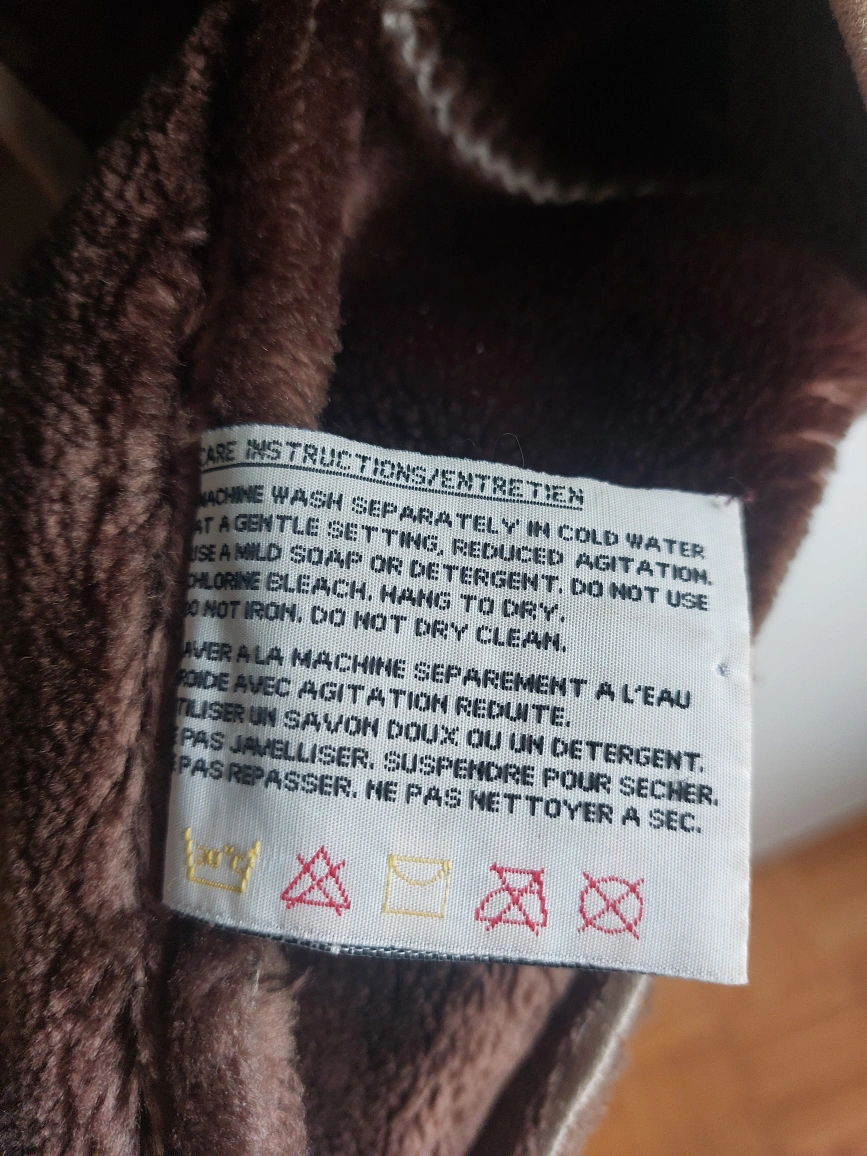 CARE INSTRUCTIONS/ENTRETIEN
MACHINE WASH SEPARATELY IN COLD WATER
AT A GENTLE SETTING, REDUCED AGITATION.
USE A MILD SOAP OR DETERGENT. DO NOT USE
CHLORINE BLEACH. HANG TO DRY.
DO NOT IRON. DO NOT DRY CLEAN.
LAVER A LA MACHINE SEPAREMENT A L'EAU
FROIDE AVEC AGITATION REDUITE.
UTILISER UN SAVON DOUX OU UN DETERGENT.
NE PAS JAVELLISER. SUSPENDRE POUR SECHER.
NE PAS REPASSER. NE PAS NETTOYER A SEC.
30°C